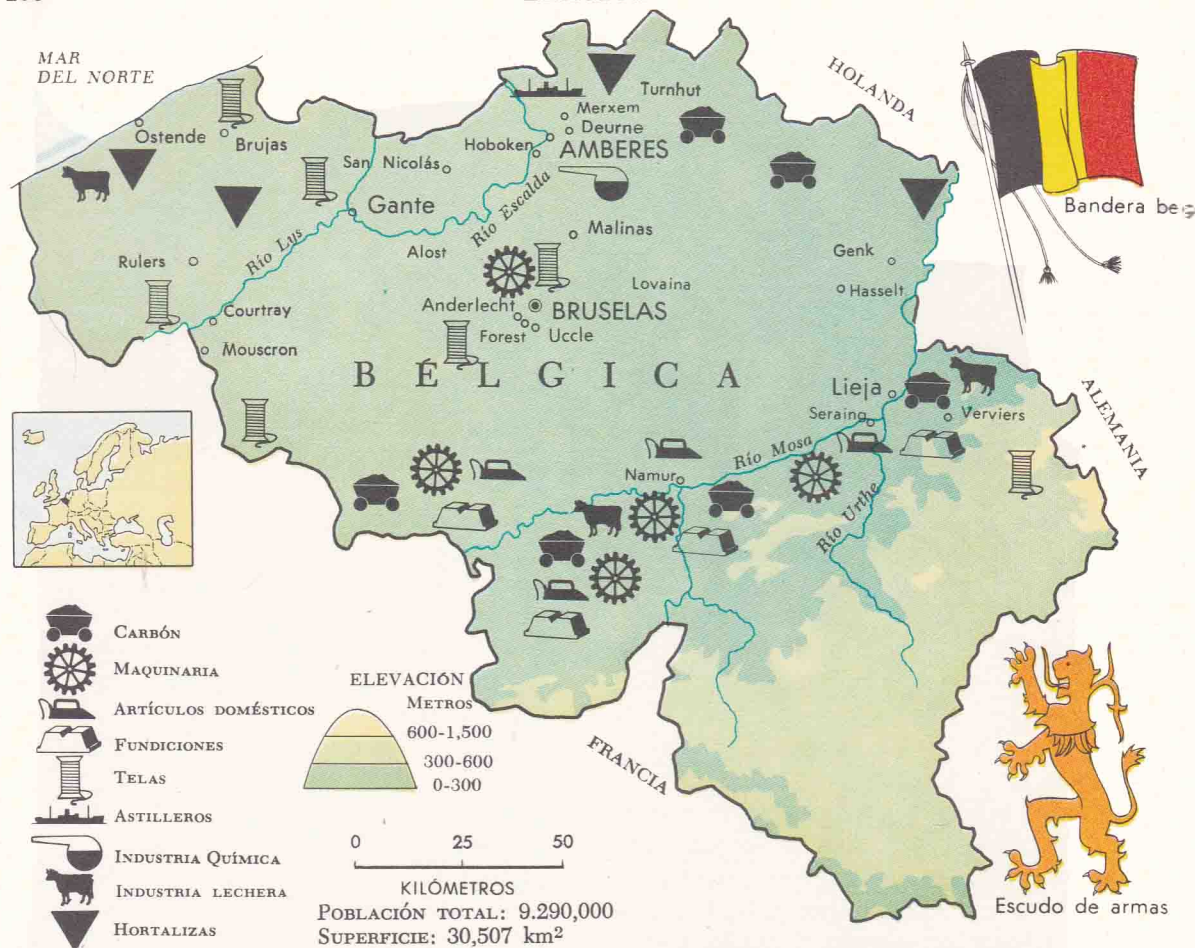 MAR
DEL NORTE
HOLANDA
Turnhut
Merxem
Deurne
Hoboken
AMBERES
Ostende
Brujas
San Nicolás
Gante
Río Escalda
Malinas
Río Lys
Alost
Rulers
Genk
Lovaina
Hasselt
Anderlecht
BRUSELAS
Forest
Uccle
Courtray
Mouscron
BÉLGICA
Lieja
Seraing
Verviers
ALEMANIA
Río Mosa
Namur
Río Urthe
FRANCIA
Escudo de armas
CARBÓN
MAQUINARIA
ARTÍCULOS DOMÉSTICOS
FUNDICIONES
TELAS
ASTILLEROS
INDUSTRIA QUÍMICA
INDUSTRIA LECHERA
HORTALIZAS
ELEVACIÓN
METROS
600-1,500
300-600
0-300
0 25 50
KILÓMETROS
POBLACIÓN TOTAL: 9.290,000
SUPERFICIE: 30,507 km²
Bandera